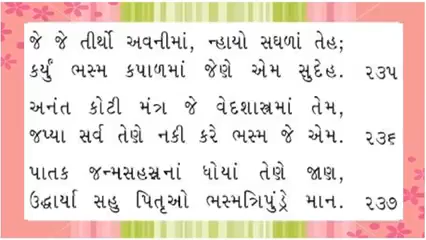 જે જે તીર્થો અવનીમાં, ન્હાયો સઘળાં તેહ;
કર્યું ભસ્મ કપાળમાં જેણે એમ સુદેહ. ૨૩૫
અનંત કોટી મંત્ર જે વેદશાસ્ત્રમાં તેમ,
જપ્યા સર્વ તેણે નકી કરે ભસ્મ જે એમ. ૨૩૬
પાતક જન્મસહસ્રનાં ધોયાં તેણે જાણ,
ઉદ્ધાર્યા સહુ પિતૃઓ ભસ્મત્રિપુંડ્રે માન. ૨૩૭